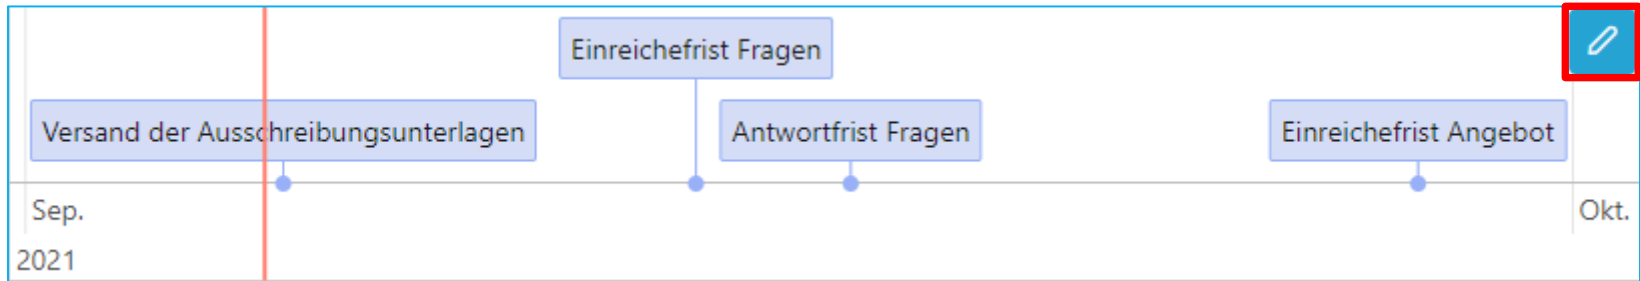 Einreichefrist Fragen
Versand der Ausschreibungsunterlagen
Antwortfrist Fragen
Einreichefrist Angebot
Sep.
Okt.
2021